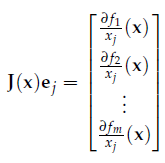 J(x)e_j = [ ∂f_1/x_j (x)
∂f_2/x_j (x)
⋮
∂f_m/x_j (x) ]